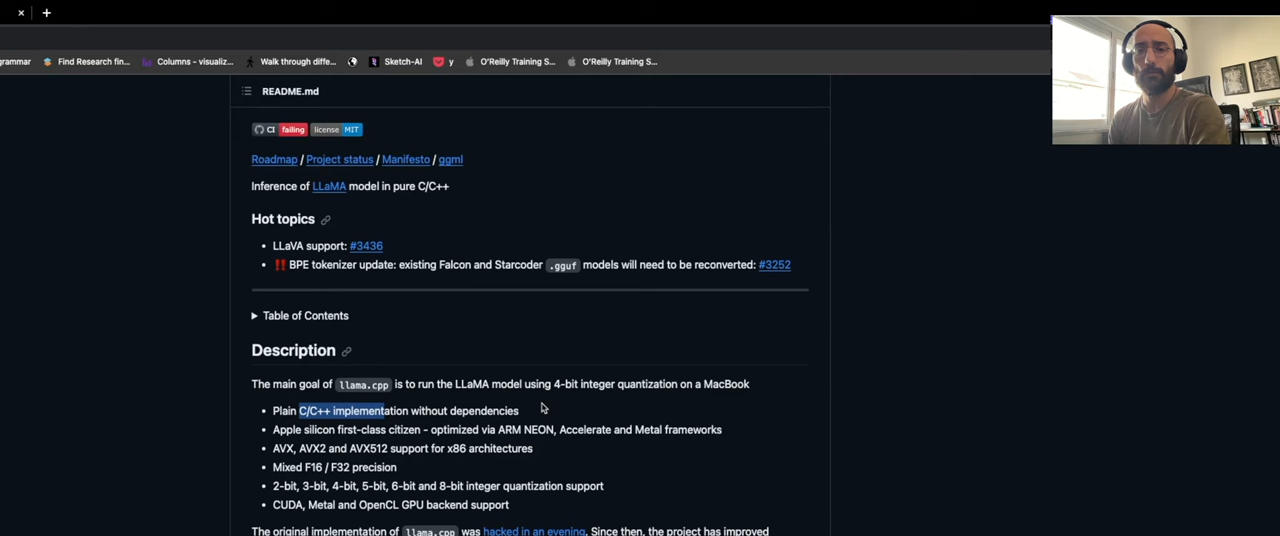 grammar
Find Research fin...
Columns - visualiz...
Walk through diffe...
Sketch-AI
y
O'Reilly Training S...
O'Reilly Training S...
README.md
CI failing license MIT
Roadmap / Project status / Manifesto / ggml
Inference of LLaMA model in pure C/C++
Hot topics
• LLaVA support: #3436
• ‼️ BPE tokenizer update: existing Falcon and Starcoder .gguf models will need to be reconverted: #3252
Table of Contents
Description
The main goal of llama.cpp is to run the LLaMA model using 4-bit integer quantization on a MacBook
• Plain C/C++ implementation without dependencies
• Apple silicon first-class citizen - optimized via ARM NEON, Accelerate and Metal frameworks
• AVX, AVX2 and AVX512 support for x86 architectures
• Mixed F16 / F32 precision
• 2-bit, 3-bit, 4-bit, 5-bit, 6-bit and 8-bit integer quantization support
• CUDA, Metal and OpenCL GPU backend support
The original implementation of llama.cpp was hacked in an evening. Since then, the project has improved